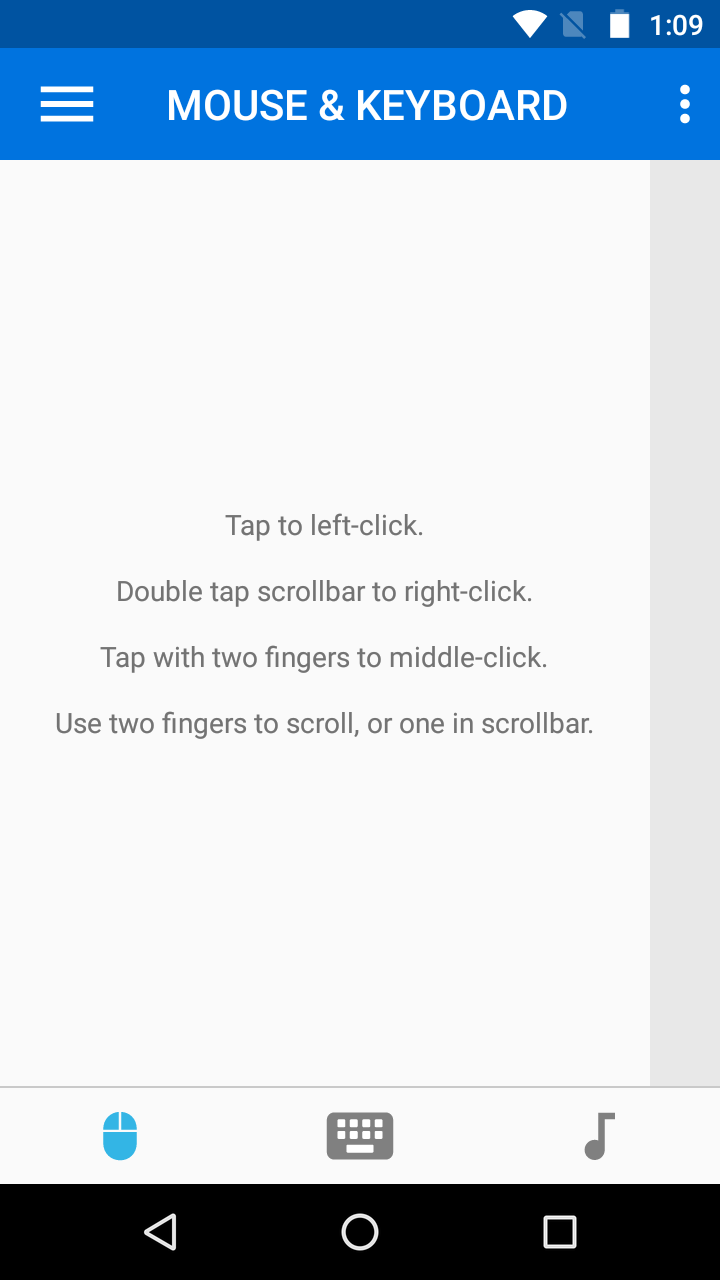 1:09
MOUSE & KEYBOARD
Tap to left-click.
Double tap scrollbar to right-click.
Tap with two fingers to middle-click.
Use two fingers to scroll, or one in scrollbar.